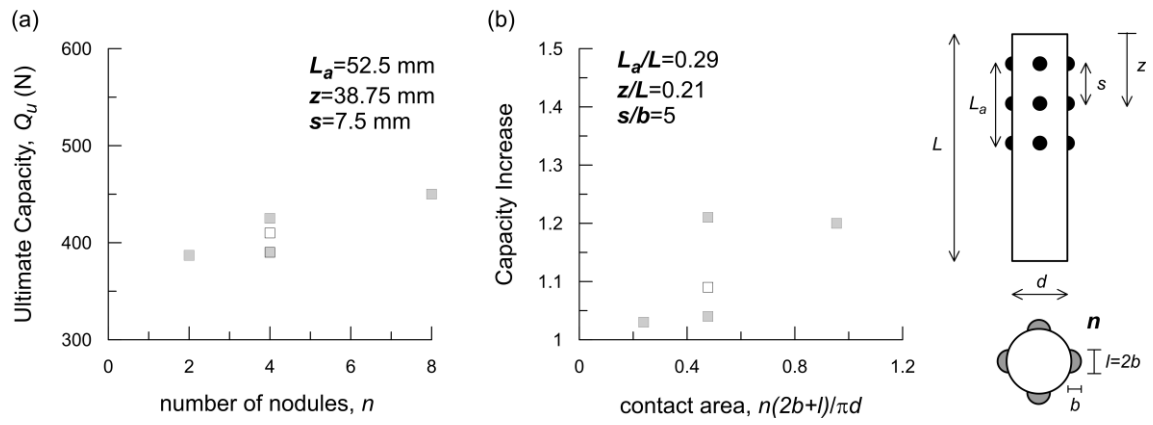 (a)
Ultimate Capacity, Qu (N)
600
500
400
300
0
2
4
6
8
number of nodules, n
La=52.5 mm
z=38.75 mm
s=7.5 mm
(b)
Capacity Increase
1.5
1.4
1.3
1.2
1.1
1
0
0.4
0.8
1.2
contact area, n(2b+l)/πd
La/L=0.29
z/L=0.21
s/b=5
z
s
La
L
d
n
l=2b
b